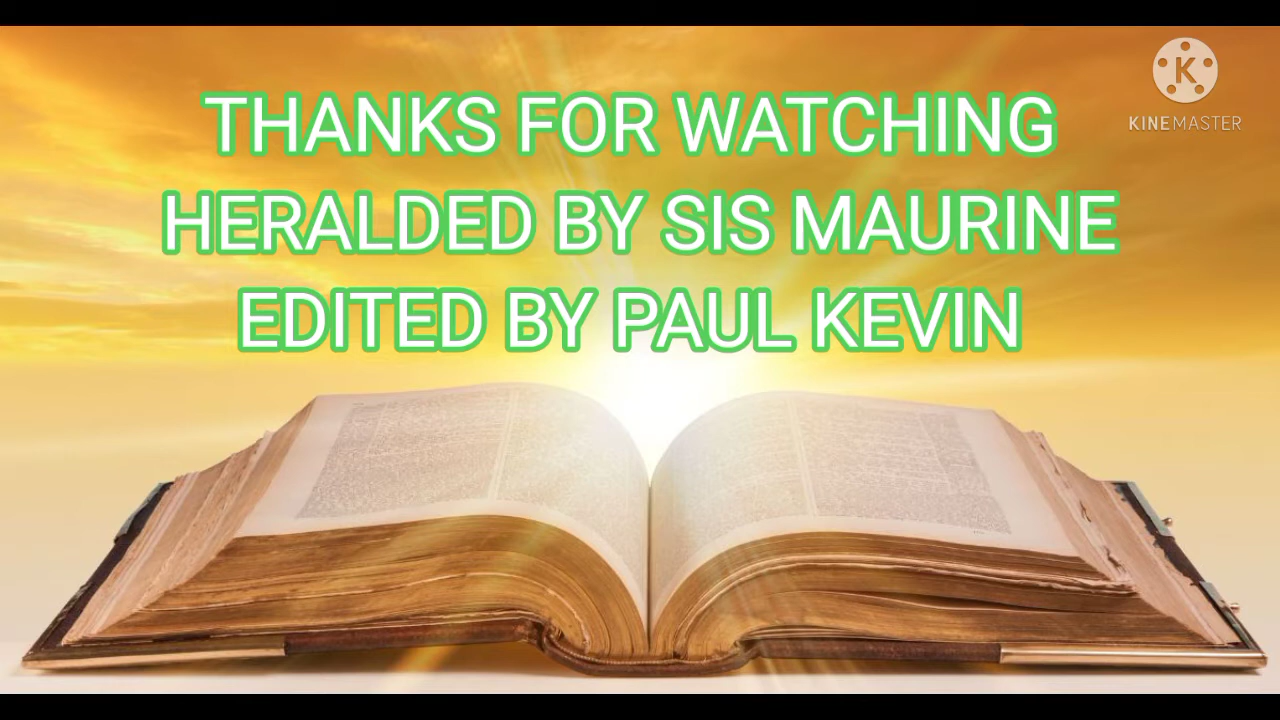 THANKS FOR WATCHING
HERALDED BY SIS MAURINE
EDITED BY PAUL KEVIN
K
KINEMASTER